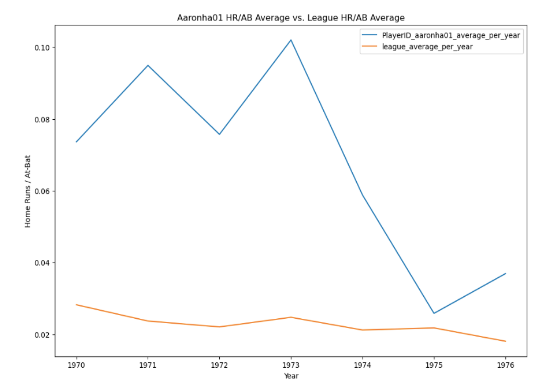 Aaronha01 HR/AB Average vs. League HR/AB Average
PlayerID_aaronha01_average_per_year
league_average_per_year
Home Runs / At-Bat
0.10
0.08
0.06
0.04
0.02
1970 1971 1972 1973 1974 1975 1976
Year